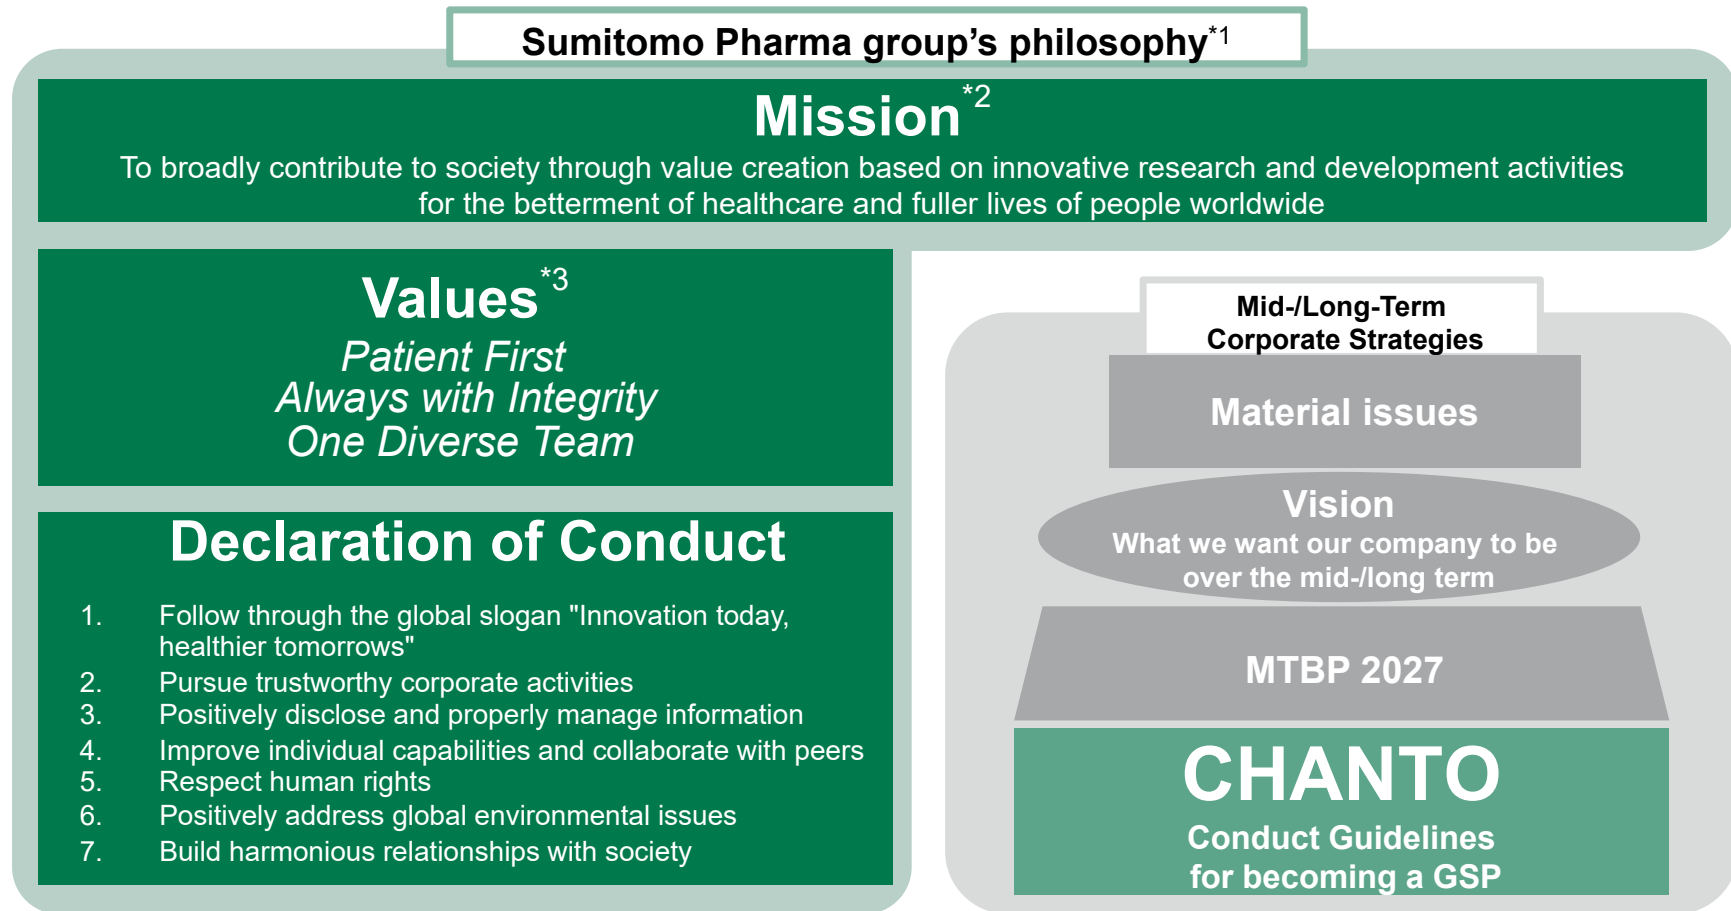 Sumitomo Pharma group's philosophy*1
Mission*2
To broadly contribute to society through value creation based on innovative research and development activities
for the betterment of healthcare and fuller lives of people worldwide
Values*3
Patient First
Always with Integrity
One Diverse Team
Declaration of Conduct
1. Follow through the global slogan "Innovation today,
healthier tomorrows"
2. Pursue trustworthy corporate activities
3. Positively disclose and properly manage information
4. Improve individual capabilities and collaborate with peers
5. Respect human rights
6. Positively address global environmental issues
7. Build harmonious relationships with society
Mid-/Long-Term
Corporate Strategies
Material issues
Vision
What we want our company to be
over the mid-/long term
MTBP 2027
CHANTO
Conduct Guidelines
for becoming a GSP